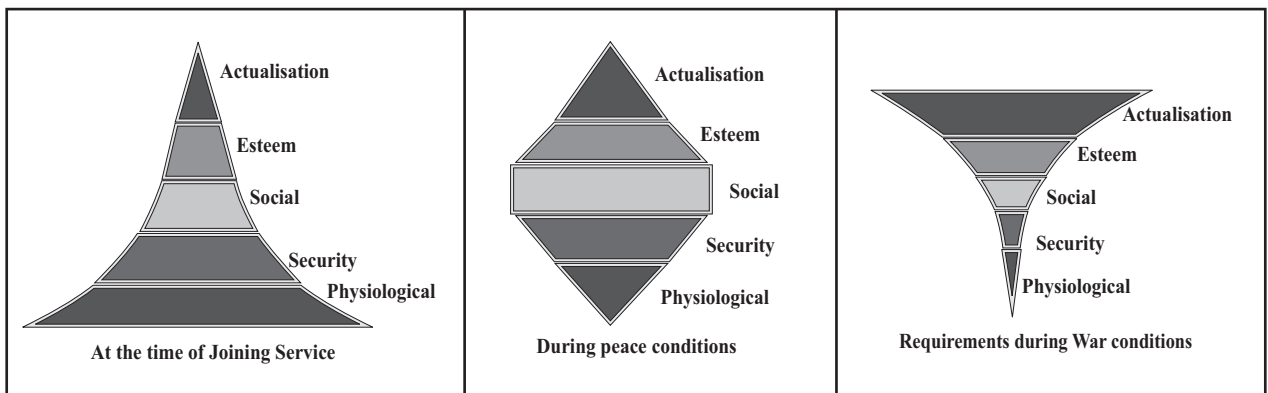 Actualisation
Esteem
Social
Security
Physiological
At the time of Joining Service
Actualisation
Esteem
Social
Security
Physiological
During peace conditions
Actualisation
Esteem
Social
Security
Physiological
Requirements during War conditions